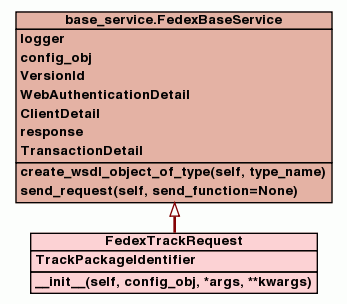 base_service.FedexBaseService
logger
config_obj
VersionId
WebAuthenticationDetail
ClientDetail
response
TransactionDetail
create_wsdl_object_of_type(self, type_name)
send_request(self, send_function=None)
FedexTrackRequest
TrackPackageIdentifier
__init__(self, config_obj, *args, **kwargs)